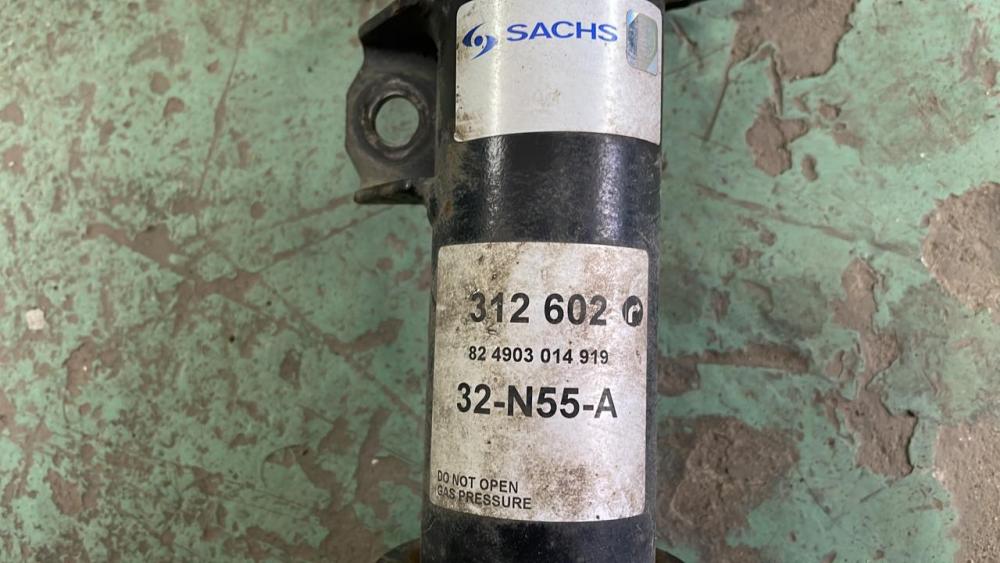 SACHS
312 602
82 4903 014 919
32-N55-A
DO NOT OPEN
GAS PRESSURE